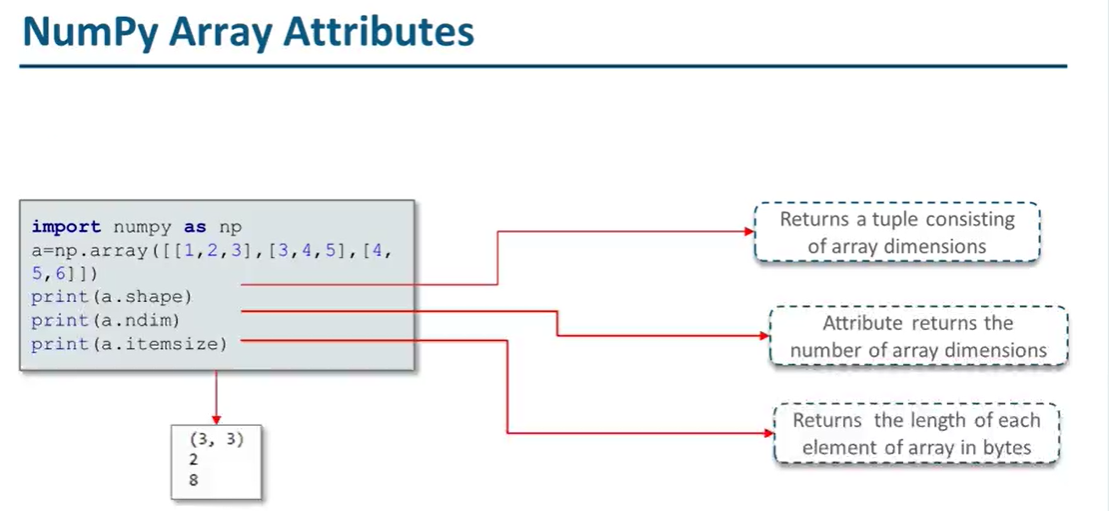 NumPy Array Attributes
import numpy as np
a=np.array([[1,2,3],[3,4,5],[4,
5,6]])
print(a.shape)
print(a.ndim)
print(a.itemsize)
(3, 3)
2
8
Returns a tuple consisting
of array dimensions
Attribute returns the
number of array dimensions
Returns the length of each
element of array in bytes